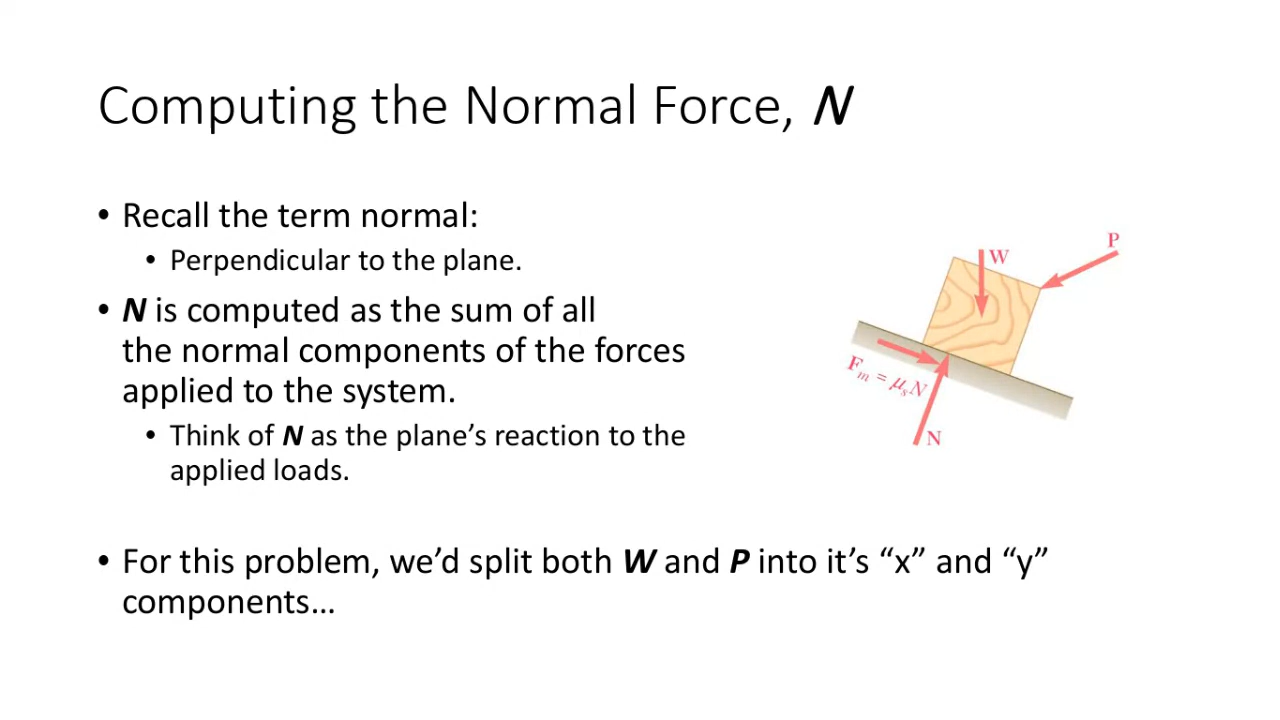 Computing the Normal Force, N
• Recall the term normal:
• Perpendicular to the plane.
• N is computed as the sum of all
the normal components of the forces
applied to the system.
• Think of N as the plane’s reaction to the
applied loads.
• For this problem, we’d split both W and P into it’s “x” and “y”
components…
P
W
Fm = μsN
N